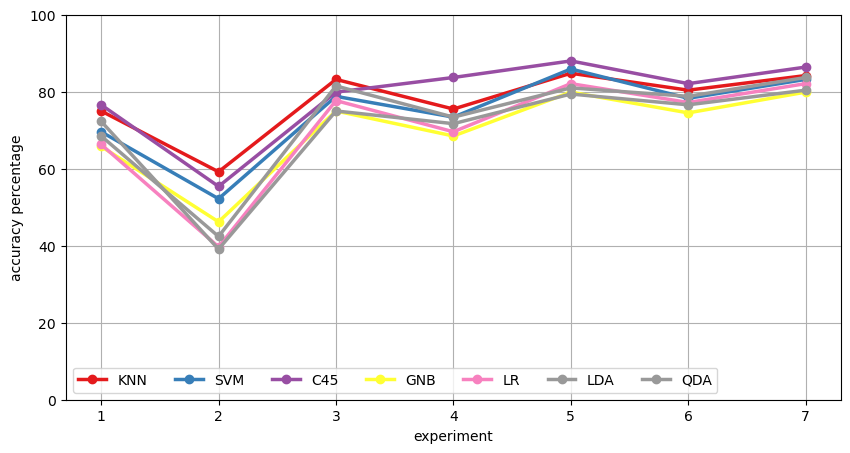 100
80
60
40
20
0
accuracy percentage
KNN SVM C45 GNB LR LDA QDA
1 2 3 4 5 6 7
experiment